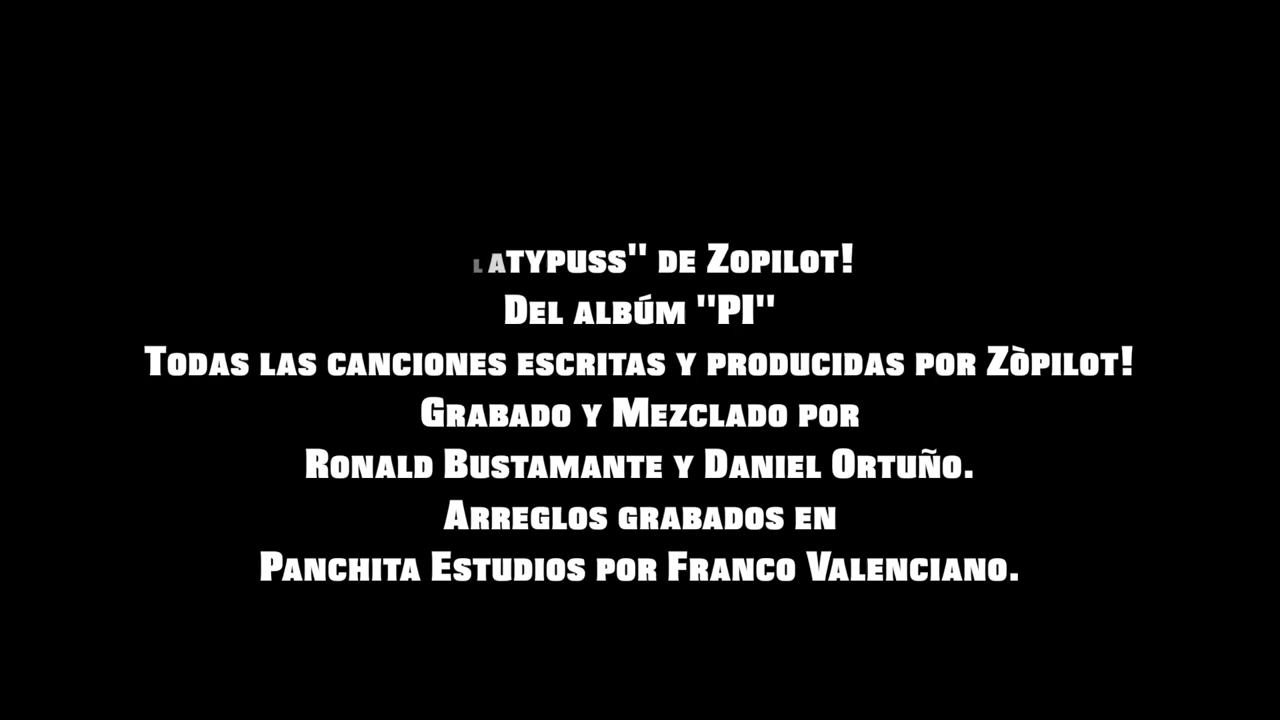 latypuss" de Zopilot!
Del albúm "PI"
Todas las canciones escritas y producidas por Zòpilot!
Grabado y Mezclado por
Ronald Bustamante y Daniel Ortuño.
Arreglos grabados en
Panchita Estudios por Franco Valenciano.